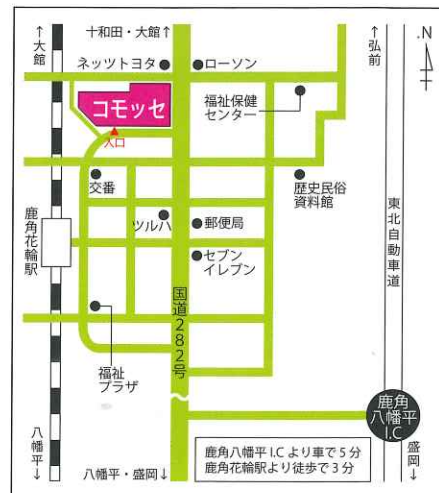 ↑大館
十和田・大館↑
↑弘前
N
ネッツトヨタ
ローソン
コモッセ
福祉保健
センター
入口
交番
歴史民俗
資料館
ツルハ
郵便局
鹿角花輪駅
東北自動車道
セブン
イレブン
国道282号
福祉
プラザ
鹿角
八幡平
I.C
鹿角八幡平 I.C より車で5分
鹿角花輪駅より徒歩で3分
八幡平↓
八幡平・盛岡↓
盛岡↓